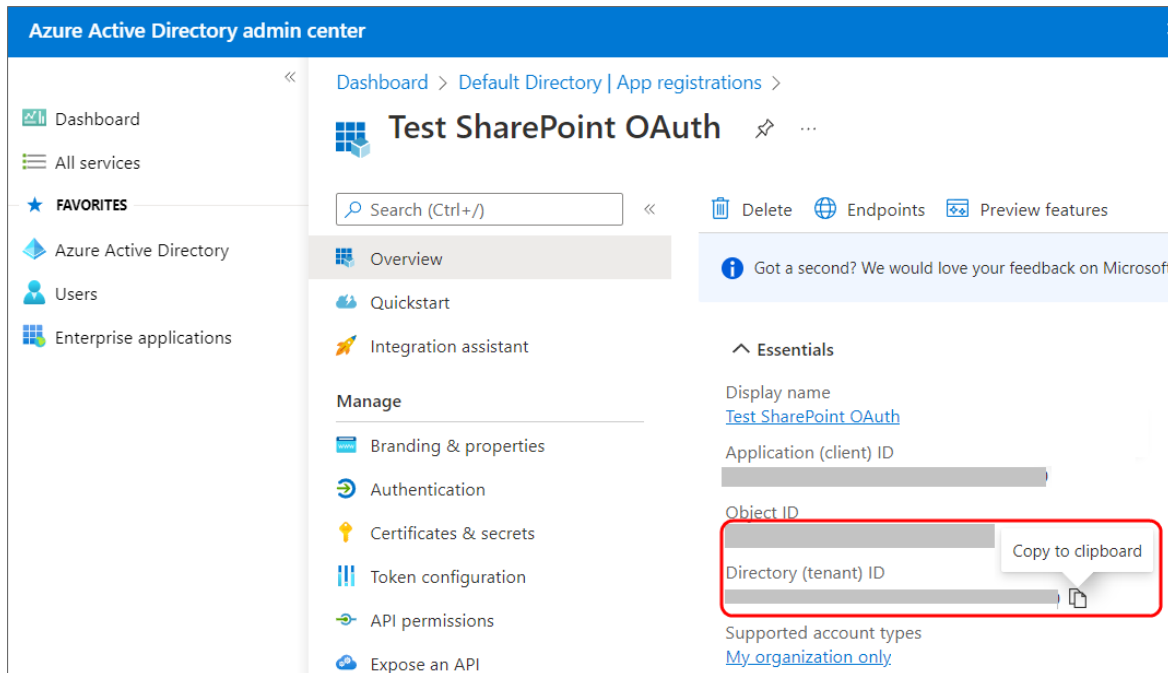 Azure Active Directory admin center
Dashboard
All services
FAVORITES
Azure Active Directory
Users
Enterprise applications
Dashboard > Default Directory | App registrations >
Test SharePoint OAuth
Search (Ctrl+/)
Overview
Quickstart
Integration assistant
Manage
Branding & properties
Authentication
Certificates & secrets
Token configuration
API permissions
Expose an API
Delete
Endpoints
Preview features
Got a second? We would love your feedback on Microsoft
Essentials
Display name
Test SharePoint OAuth
Application (client) ID
Object ID
Copy to clipboard
Directory (tenant) ID
Supported account types
My organization only